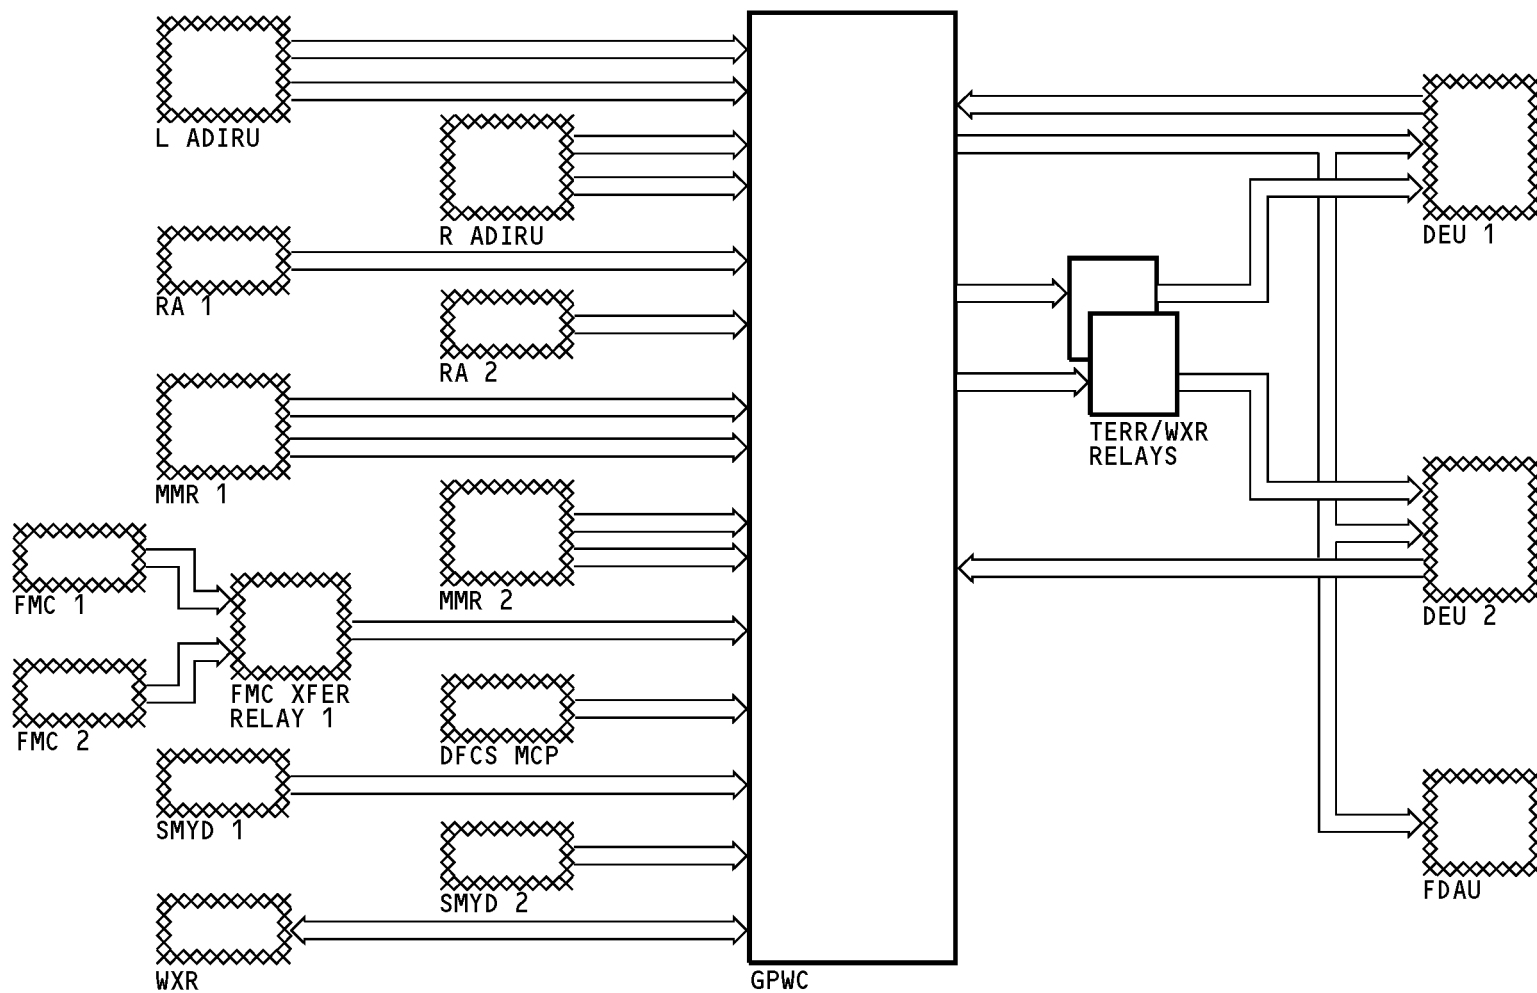 L ADIRU
R ADIRU
DEU 1
RA 1
RA 2
TERR/WXR
RELAYS
MMR 1
MMR 2
FMC 1
DEU 2
FMC XFER
RELAY 1
FMC 2
DFCS MCP
SMYD 1
SMYD 2
FDAU
WXR
GPWC